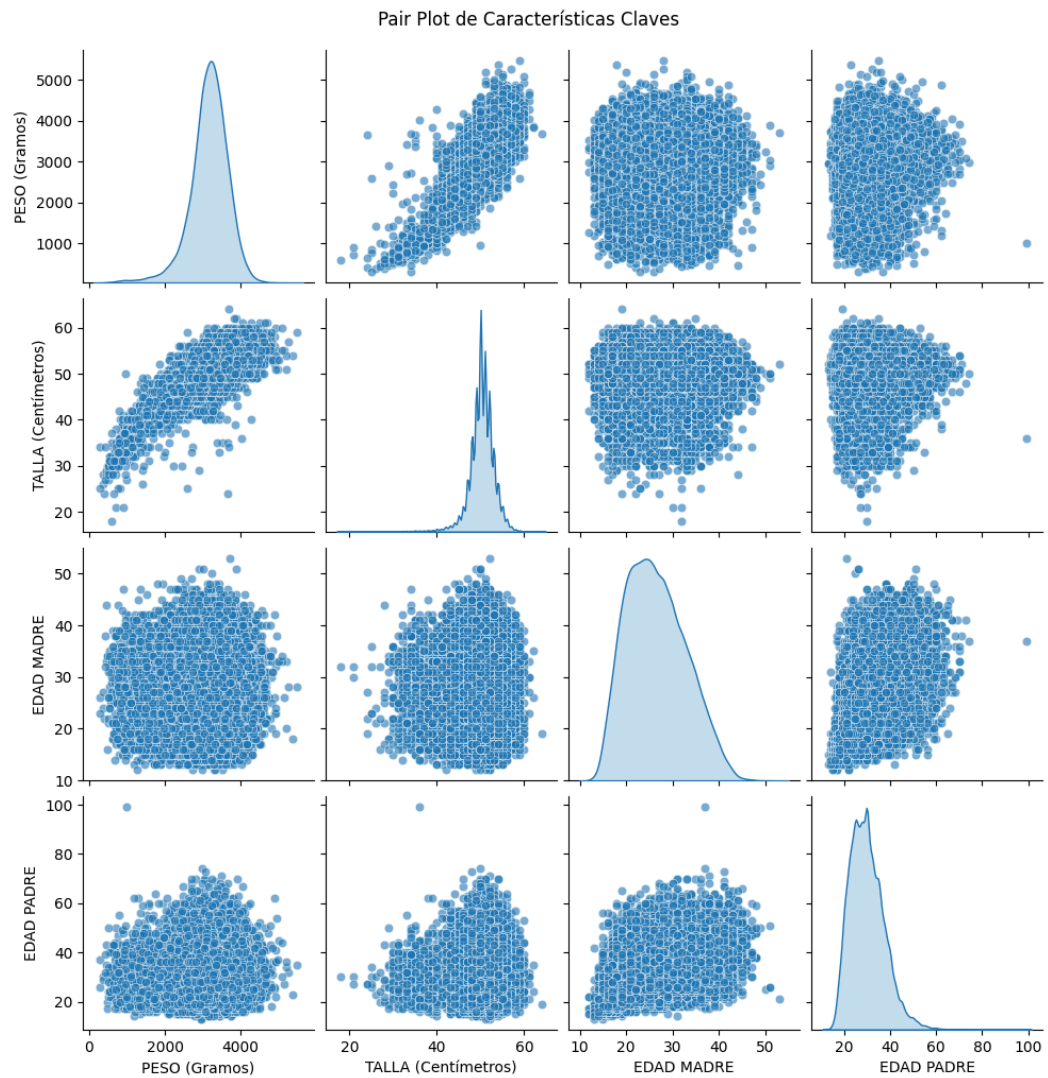 Pair Plot de Características Claves
PESO (Gramos)
5000
4000
3000
2000
1000
TALLA (Centímetros)
60
50
40
30
20
EDAD MADRE
50
40
30
20
10
EDAD PADRE
100
80
60
40
20
0 2000 4000
20 40 60
10 20 30 40 50
20 40 60 80 100
PESO (Gramos)
TALLA (Centímetros)
EDAD MADRE
EDAD PADRE